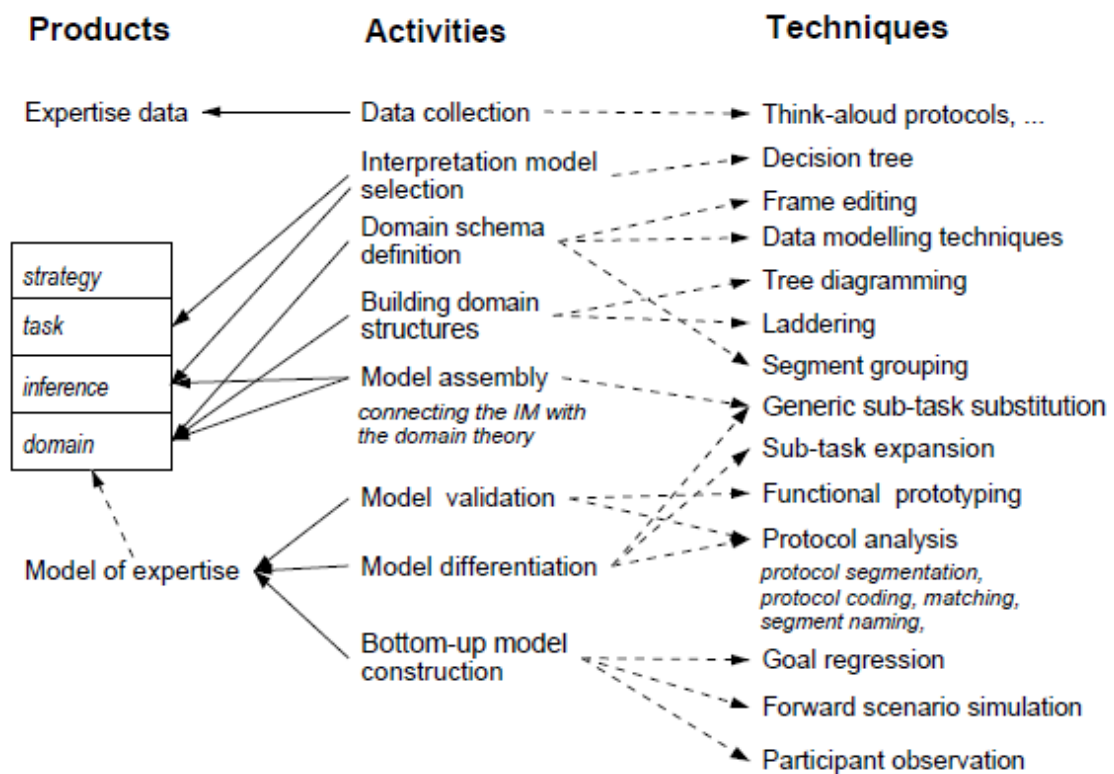 Products
Activities
Techniques
Expertise data
Data collection
Think-aloud protocols, ...
Interpretation model
selection
Decision tree
Frame editing
Domain schema
definition
Data modelling techniques
strategy
Tree diagramming
Building domain
structures
task
Laddering
Segment grouping
inference
Model assembly
connecting the IM with
the domain theory
Generic sub-task substitution
domain
Sub-task expansion
Model validation
Functional prototyping
Protocol analysis
protocol segmentation,
protocol coding, matching,
segment naming,
Model of expertise
Model differentiation
Bottom-up model
construction
Goal regression
Forward scenario simulation
Participant observation